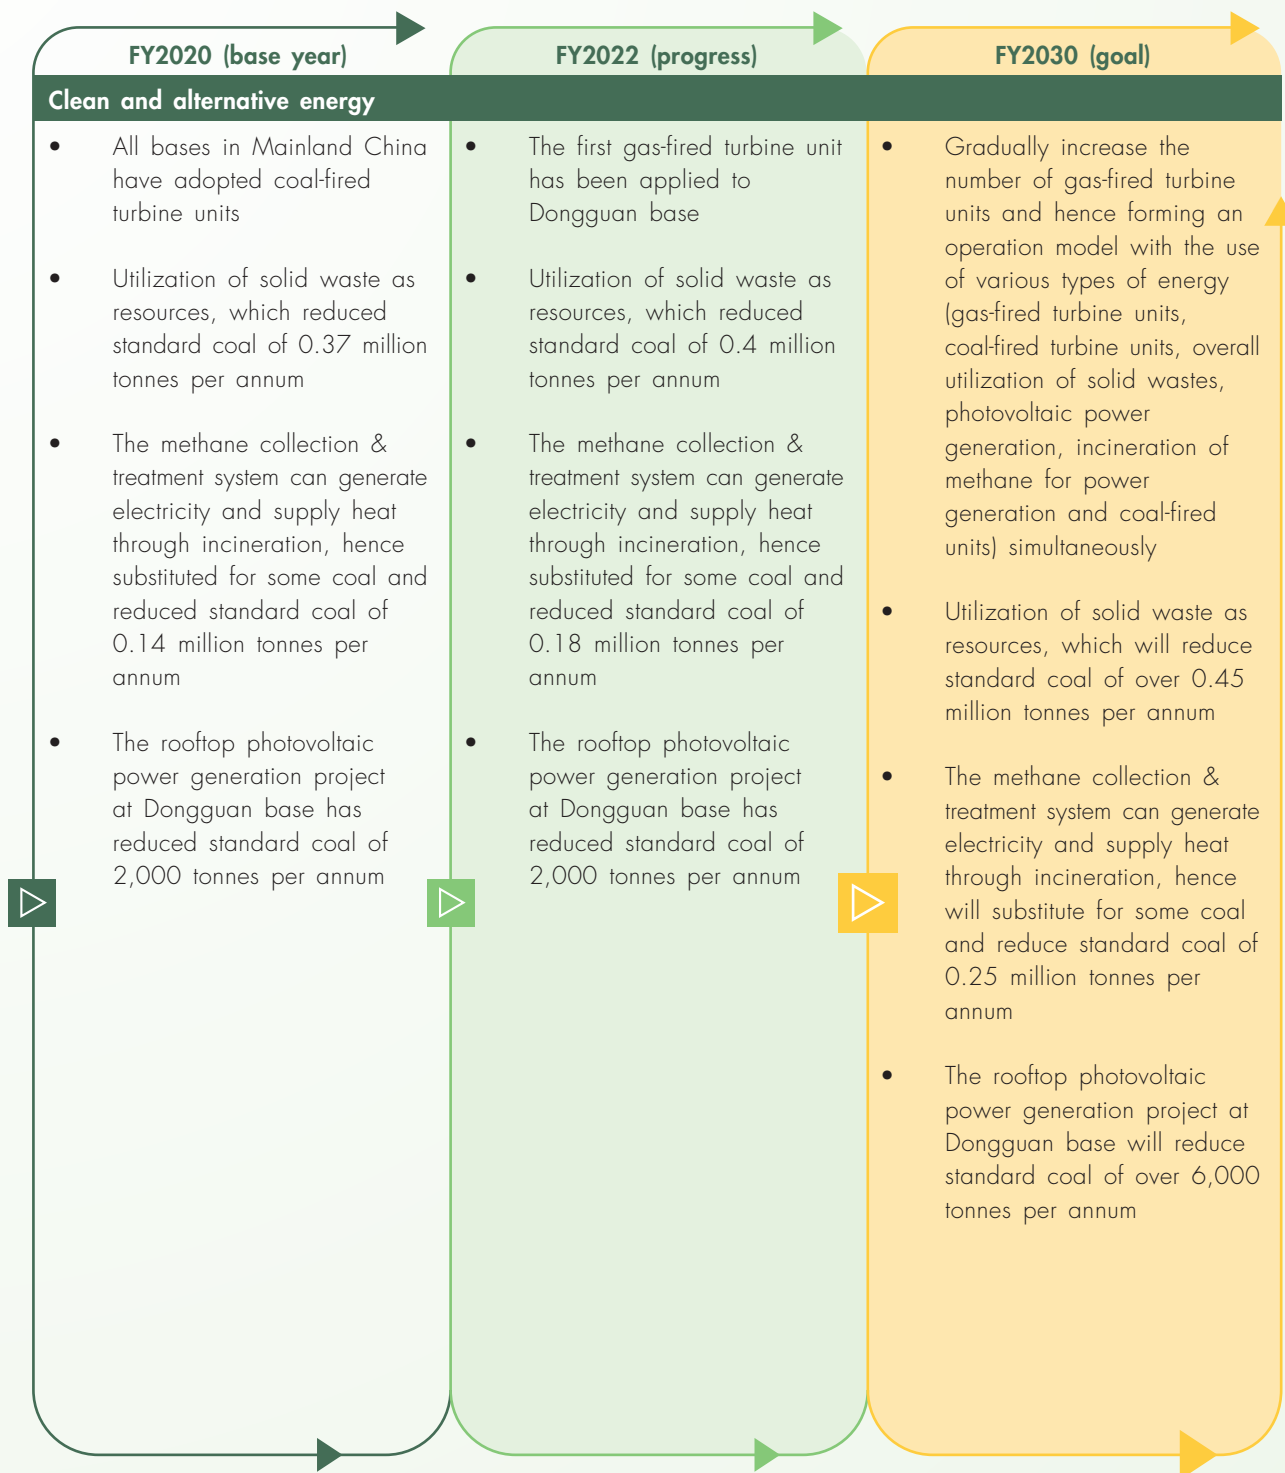 FY2020 (base year)
FY2022 (progress)
FY2030 (goal)
Clean and alternative energy
• All bases in Mainland China
have adopted coal-fired
turbine units
• Utilization of solid waste as
resources, which reduced
standard coal of 0.37 million
tonnes per annum
• The methane collection &
treatment system can generate
electricity and supply heat
through incineration, hence
substituted for some coal and
reduced standard coal of
0.14 million tonnes per
annum
• The rooftop photovoltaic
power generation project
at Dongguan base has
reduced standard coal of
2,000 tonnes per annum
• The first gas-fired turbine unit
has been applied to
Dongguan base
• Utilization of solid waste as
resources, which reduced
standard coal of 0.4 million
tonnes per annum
• The methane collection &
treatment system can generate
electricity and supply heat
through incineration, hence
substituted for some coal and
reduced standard coal of
0.18 million tonnes per
annum
• The rooftop photovoltaic
power generation project
at Dongguan base has
reduced standard coal of
2,000 tonnes per annum
• Gradually increase the
number of gas-fired turbine
units and hence forming an
operation model with the use
of various types of energy
(gas-fired turbine units,
coal-fired turbine units, overall
utilization of solid wastes,
photovoltaic power
generation, incineration of
methane for power
generation and coal-fired
units) simultaneously
• Utilization of solid waste as
resources, which will reduce
standard coal of over 0.45
million tonnes per annum
• The methane collection &
treatment system can generate
electricity and supply heat
through incineration, hence
will substitute for some coal
and reduce standard coal of
0.25 million tonnes per
annum
• The rooftop photovoltaic
power generation project at
Dongguan base will reduce
standard coal of over 6,000
tonnes per annum